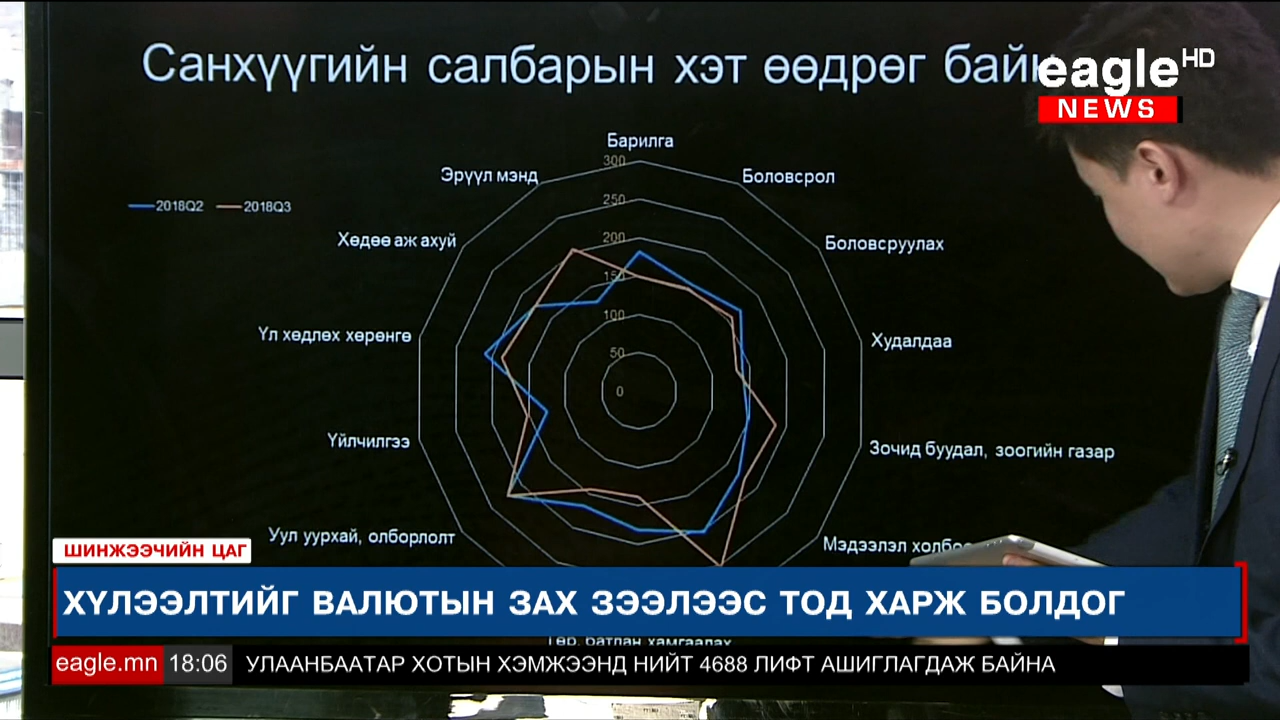 Санхүүгийн салбарын хэт өөдрөг
eagle HD
NEWS
2018Q2
2018Q3
Барилга
Эрүүл мэнд
Боловсрол
Хөдөө аж ахуй
Боловсруулах
Үл хөдлөх хөрөнгө
Худалдаа
Үйлчилгээ
Зочид буудал, зоогийн газар
Уул уурхай, олборлолт
Мэдээлэл
300
250
200
150
100
50
0
ШИНЖЭЭЧИЙН ЦАГ
ХҮЛЭЭЛТИЙГ ВАЛЮТЫН ЗАХ ЗЭЭЛЭЭС ТОД ХАРЖ БОЛДОГ
Төр, батлан хамгаалах
eagle.mn 18:06 УЛААНБААТАР ХОТЫН ХЭМЖЭЭНД НИЙТ 4688 ЛИФТ АШИГЛАГДАЖ БАЙНА